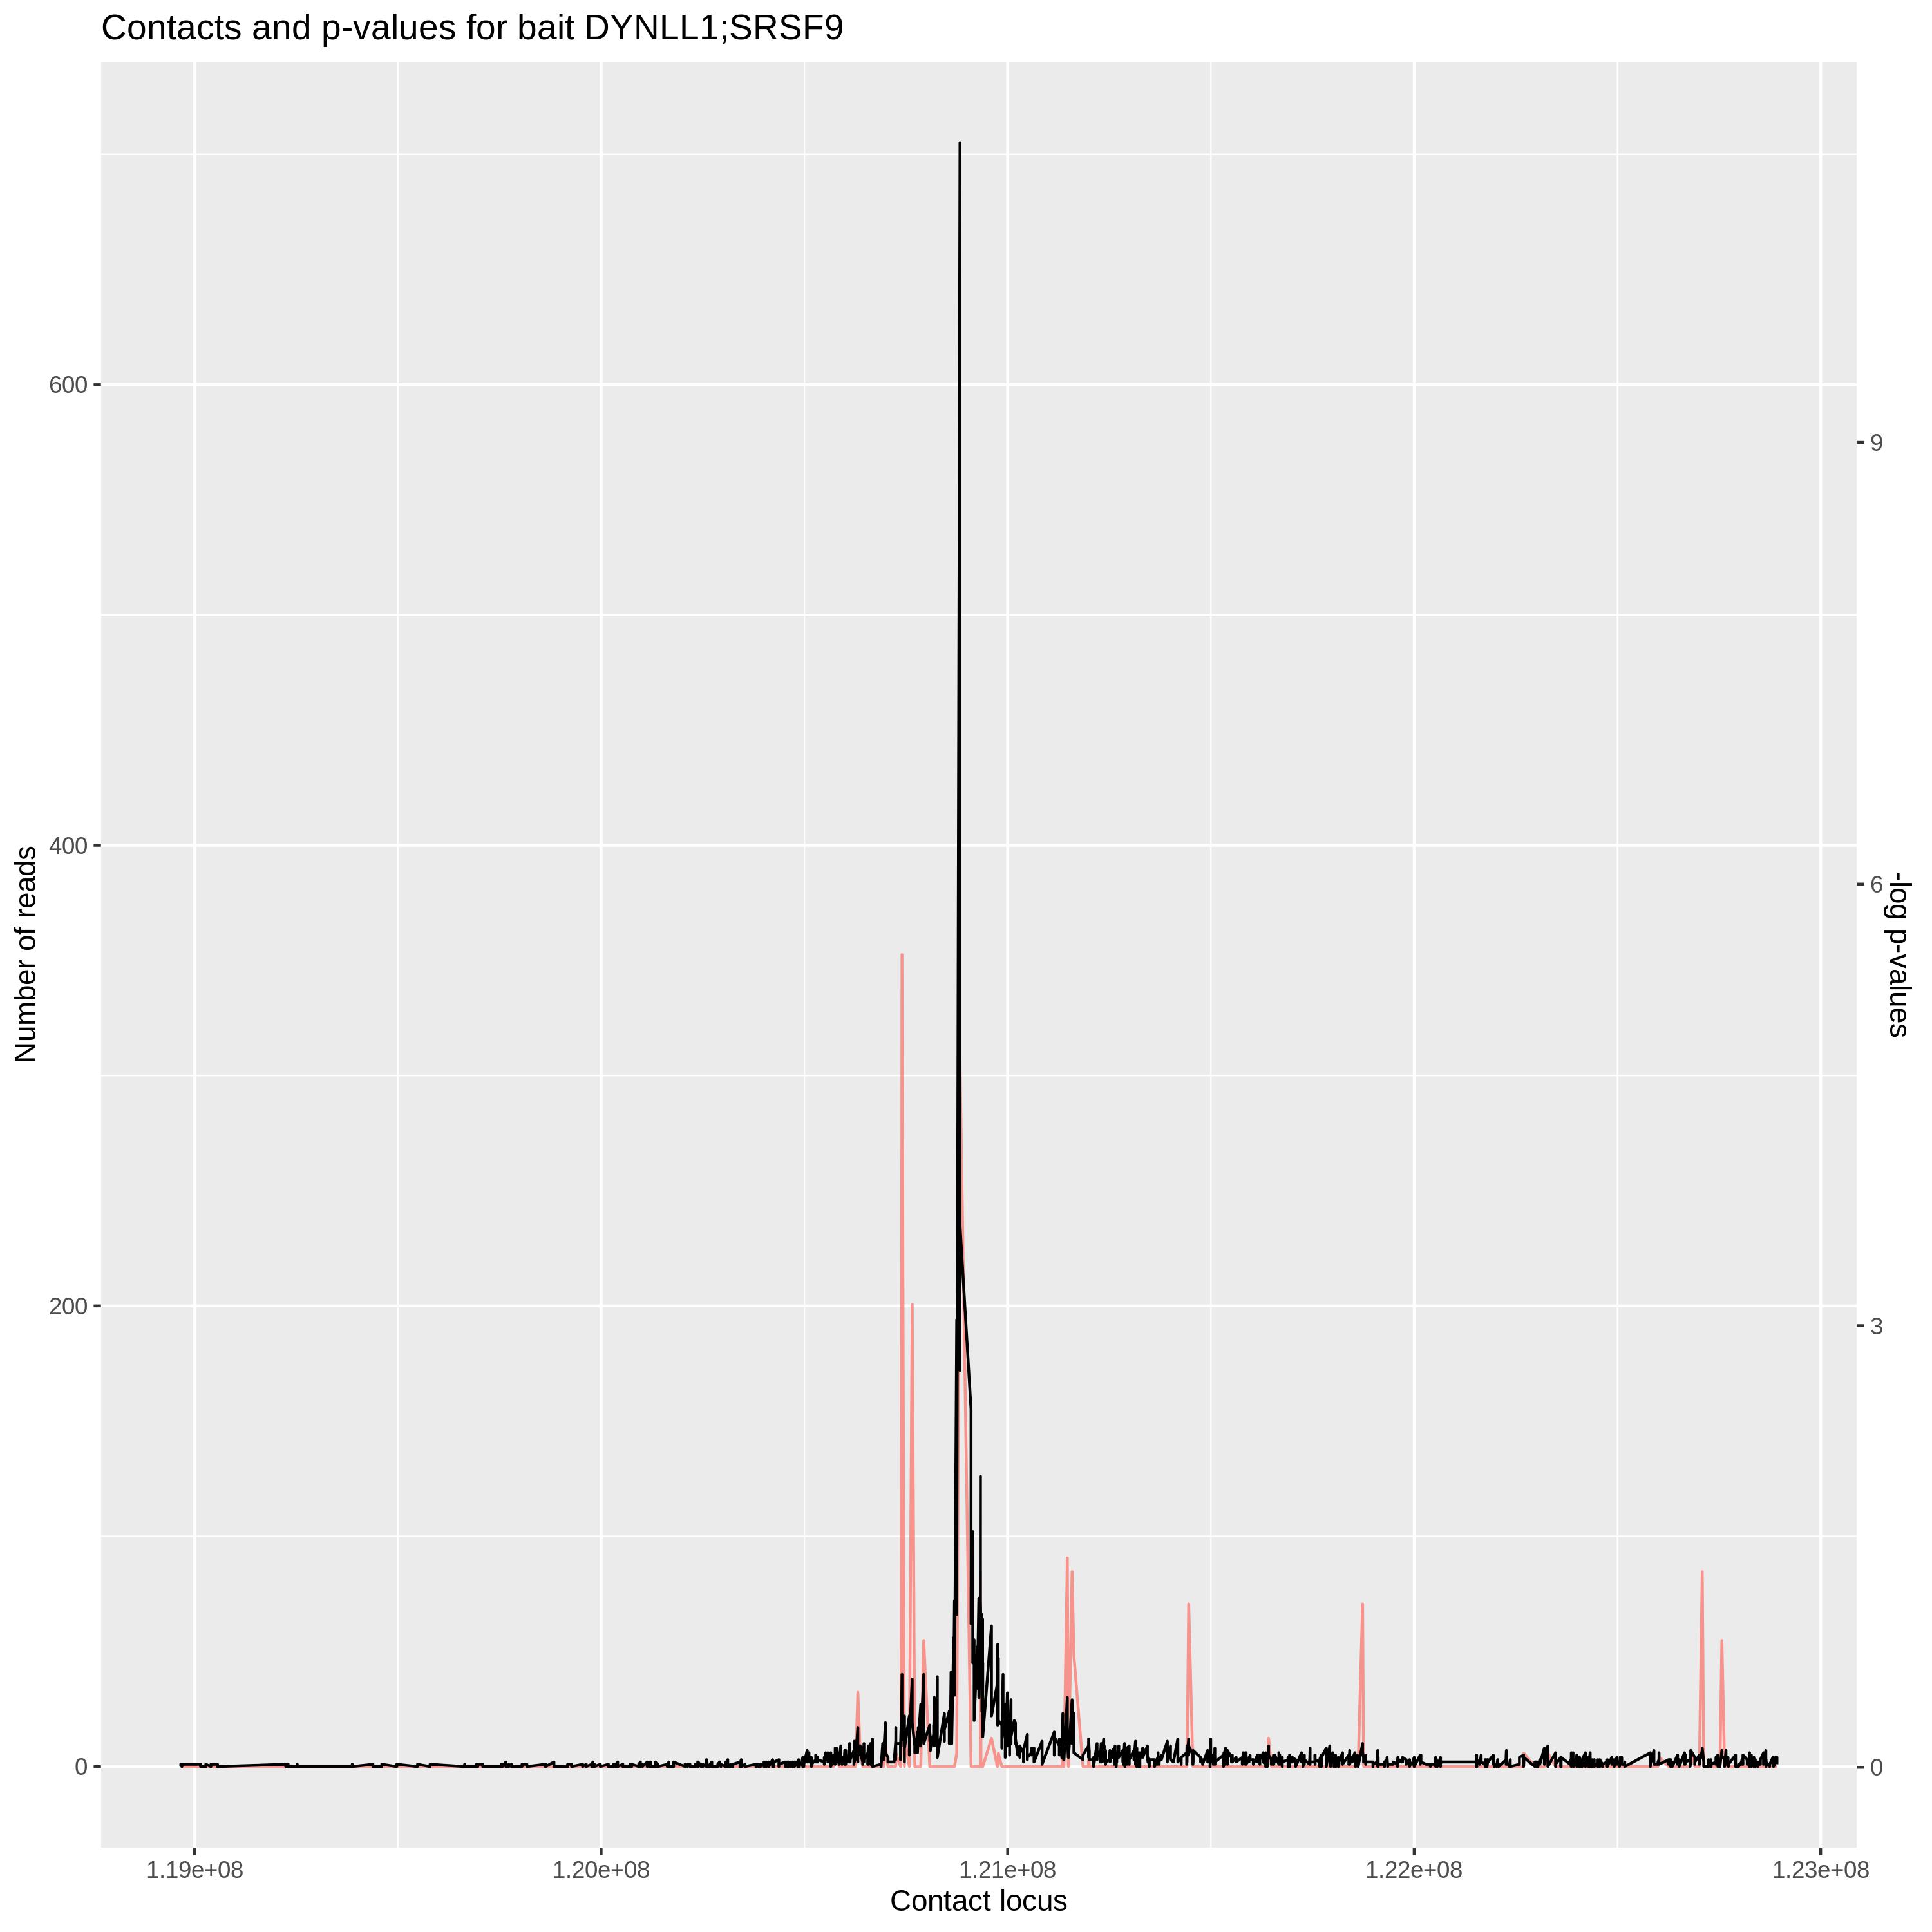 Contacts and p-values for bait DYNLL1;SRSF9
Number of reads
600
400
200
0
9
6
3
0
-log p-values
1.19e+08 1.20e+08 1.21e+08 1.22e+08 1.23e+08
Contact locus